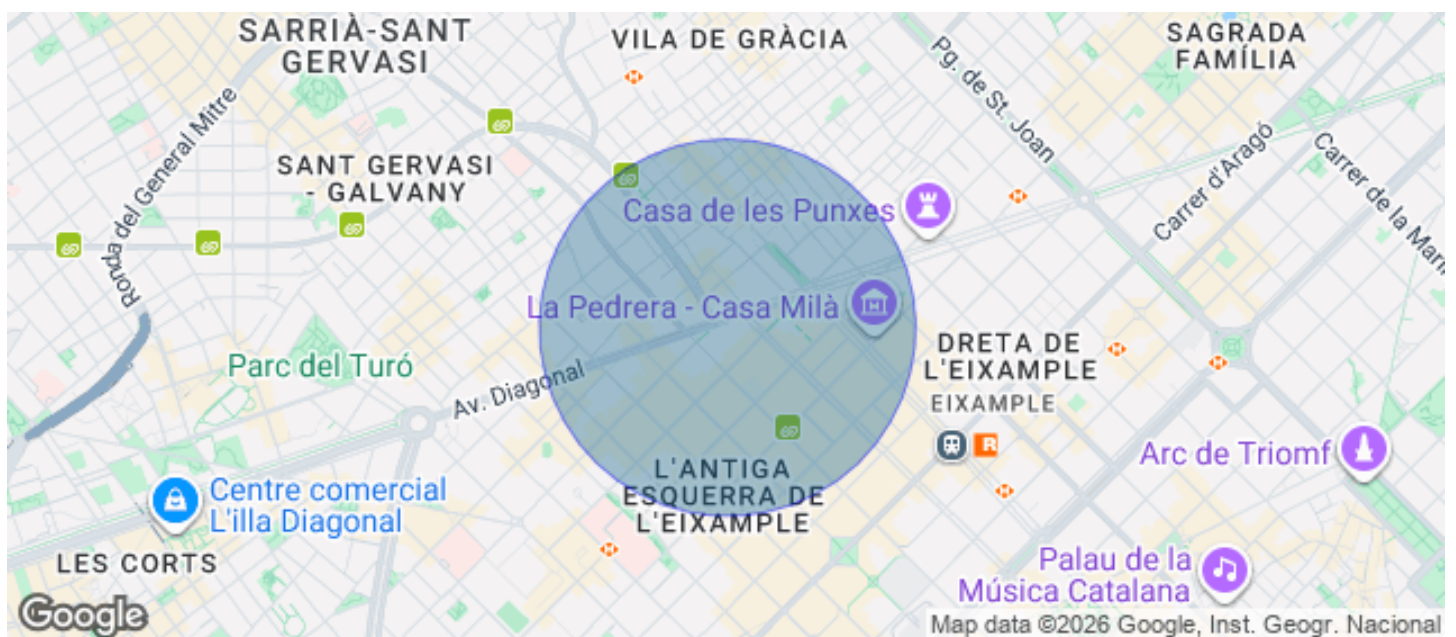 SARRIÀ-SANT
GERVASI
VILA DE GRÀCIA
SAGRADA
FAMÍLIA
Pg. de St. Joan
Ronda del General Mitre
SANT GERVASI
- GALVANY
Carrer d'Aragó
Carrer de la Mari
Casa de les Punxes
La Pedrera - Casa Milà
DRETA DE
L'EIXAMPLE
EIXAMPLE
Parc del Turó
Av. Diagonal
R
L'ANTIGA
ESQUERRA DE
L'EIXAMPLE
Arc de Triomf
Centre comercial
L'illa Diagonal
LES CORTS
Palau de la
Música Catalana
Google
Map data ©2026 Google, Inst. Geogr. Nacional